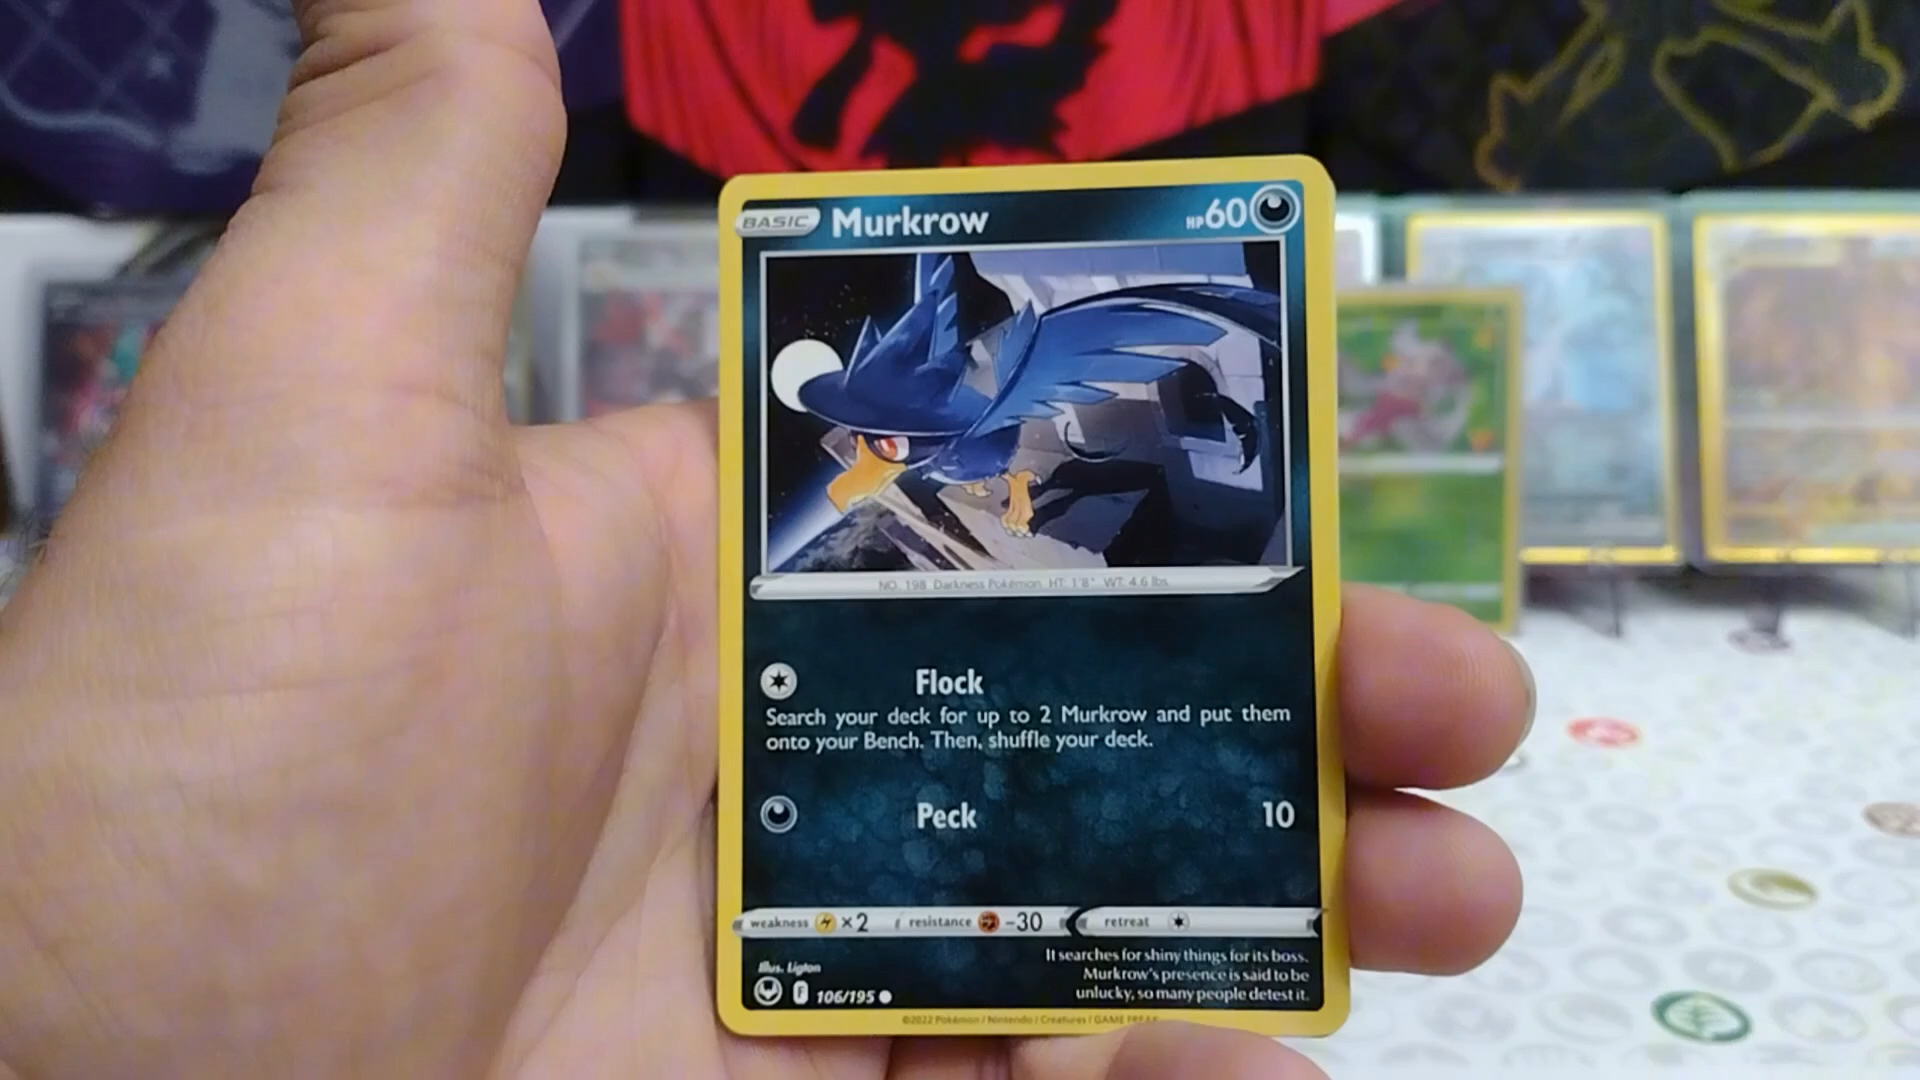 BASIC Murkrow HP 60
NO. 198 Darkness Pokémon HT: 1'8" WT: 4.6 lbs.
Flock
Search your deck for up to 2 Murkrow and put them
onto your Bench. Then, shuffle your deck.
Peck 10
weakness ×2 resistance -30 retreat
It searches for shiny things for its boss.
Murkrow's presence is said to be
unlucky, so many people detest it.
Illus. Ligton
F 106/195
©2022 Pokémon / Nintendo / Creatures / GAME FREAK